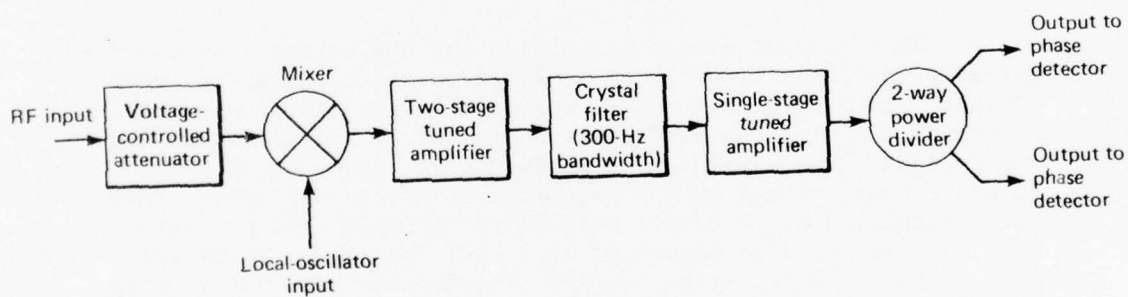 RF input
Voltage-
controlled
attenuator
Mixer
Local-oscillator
input
Two-stage
tuned
amplifier
Crystal
filter
(300-Hz
bandwidth)
Single-stage
tuned
amplifier
2-way
power
divider
Output to
phase
detector
Output to
phase
detector